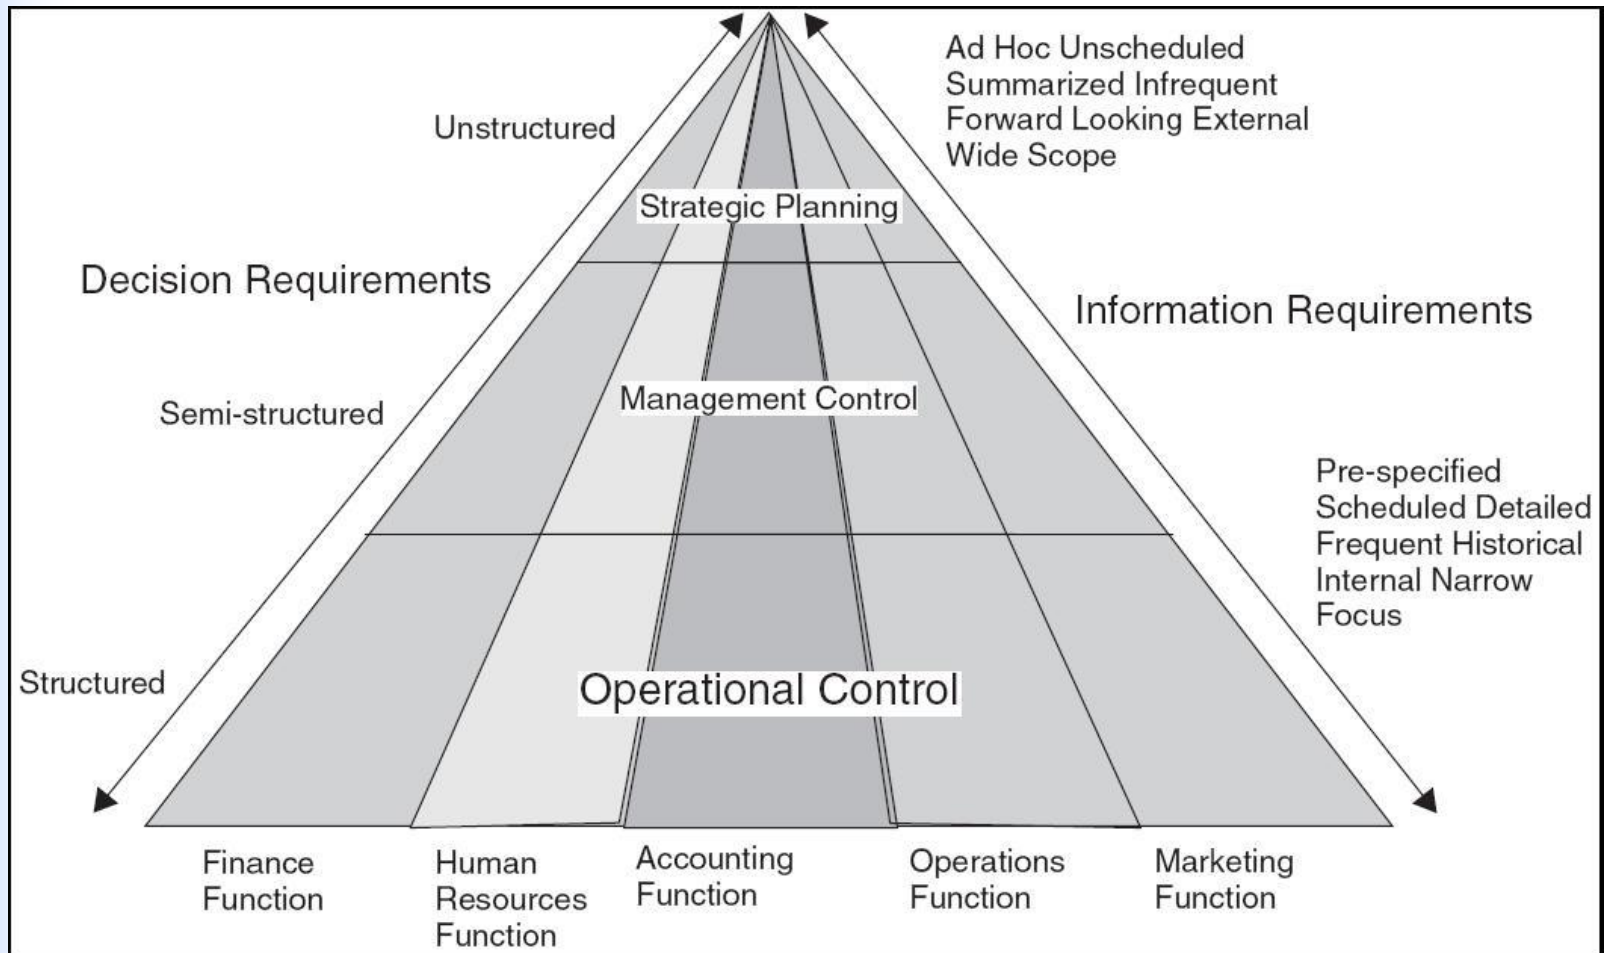 Ad Hoc Unscheduled
Summarized Infrequent
Forward Looking External
Wide Scope
Unstructured
Strategic Planning
Decision Requirements
Information Requirements
Management Control
Semi-structured
Pre-specified
Scheduled Detailed
Frequent Historical
Internal Narrow
Focus
Structured
Operational Control
Finance
Function
Human
Resources
Function
Accounting
Function
Operations
Function
Marketing
Function